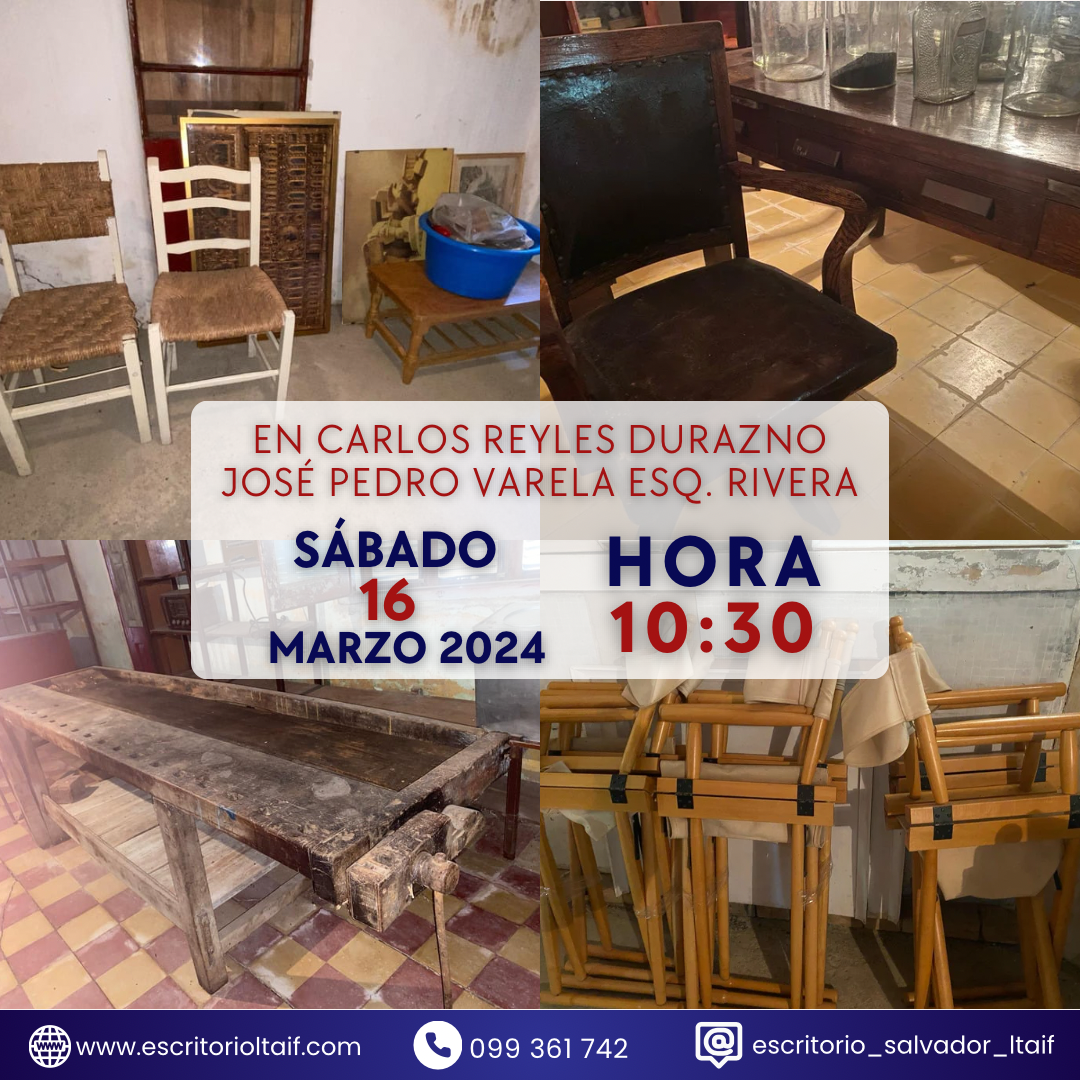 EN CARLOS REYLES DURAZNO
JOSÉ PEDRO VARELA ESQ. RIVERA
SÁBADO
16
MARZO 2024
HORA
10:30
WWW
www.escritorioltaif.com
099 361 742
escritorio_salvador_ltaif